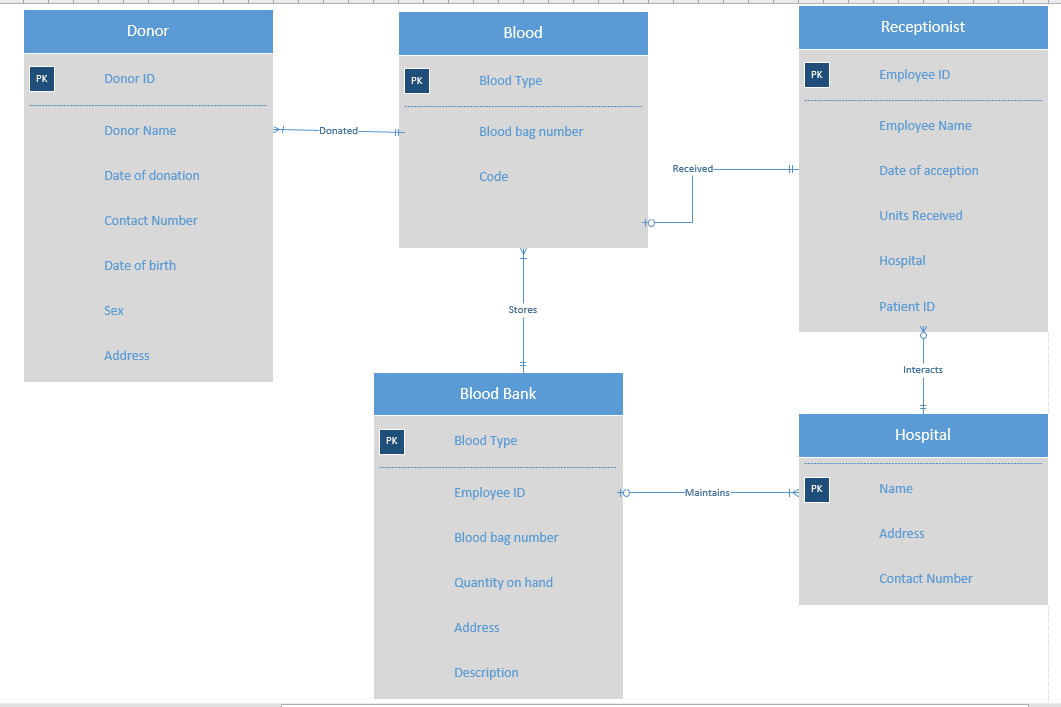 Donor
PK
Donor ID
Donor Name
Date of donation
Contact Number
Date of birth
Sex
Address
Donated
Blood
PK
Blood Type
Blood bag number
Code
Received
Receptionist
PK
Employee ID
Employee Name
Date of acception
Units Received
Hospital
Patient ID
Stores
Interacts
Blood Bank
PK
Blood Type
Employee ID
Blood bag number
Quantity on hand
Address
Description
Maintains
Hospital
PK
Name
Address
Contact Number